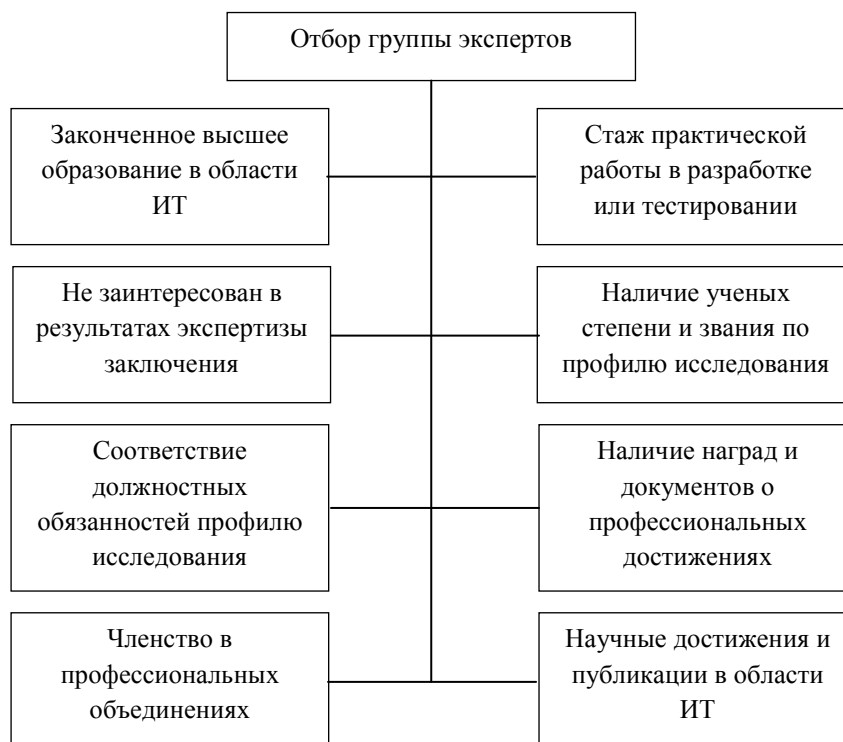 Отбор группы экспертов
Законченное высшее
образование в области
ИТ
Стаж практической
работы в разработке
или тестировании
Не заинтересован в
результатах экспертизы
заключения
Наличие ученых
степени и звания по
профилю исследования
Соответствие
должностных
обязанностей профилю
исследования
Наличие наград и
документов о
профессиональных
достижениях
Членство в
профессиональных
объединениях
Научные достижения и
публикации в области
ИТ